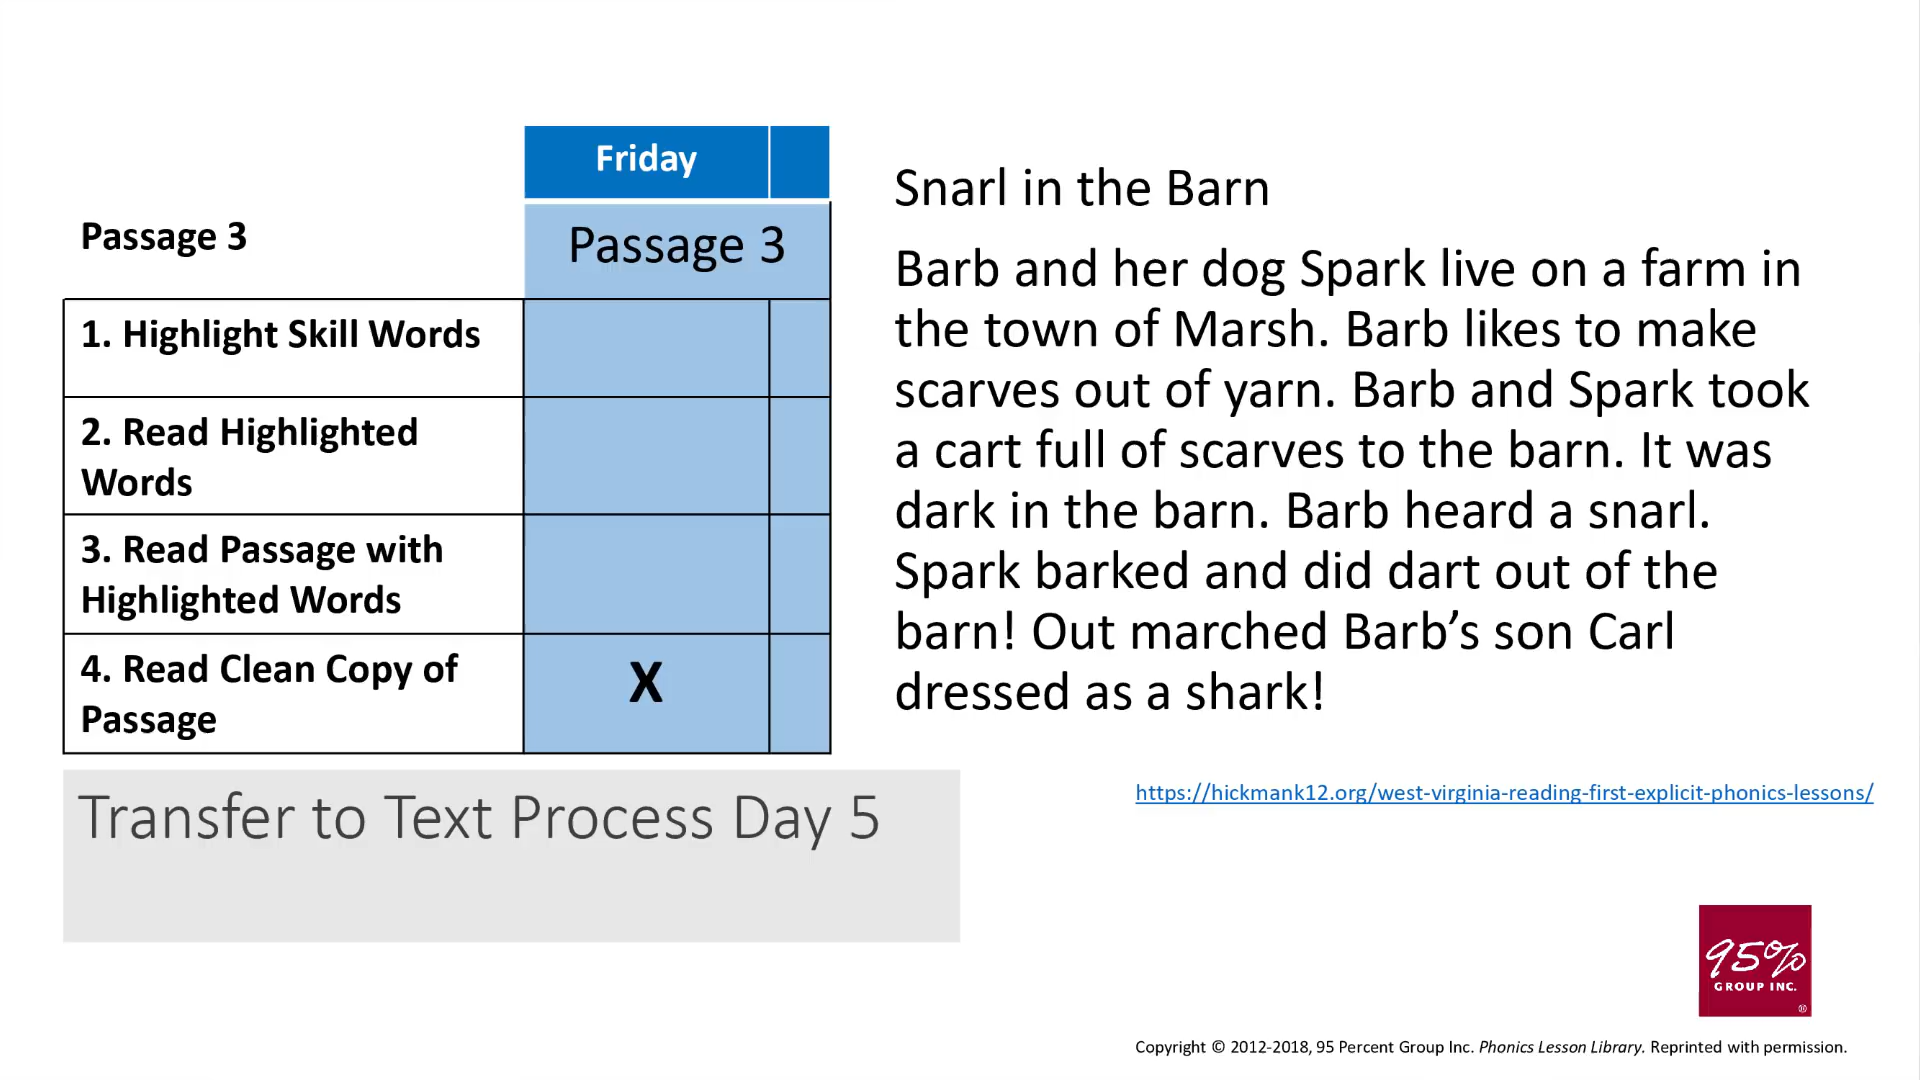 Friday
Passage 3
Passage 3
1. Highlight Skill Words
2. Read Highlighted
Words
3. Read Passage with
Highlighted Words
4. Read Clean Copy of
Passage
X
Transfer to Text Process Day 5
Snarl in the Barn
Barb and her dog Spark live on a farm in
the town of Marsh. Barb likes to make
scarves out of yarn. Barb and Spark took
a cart full of scarves to the barn. It was
dark in the barn. Barb heard a snarl.
Spark barked and did dart out of the
barn! Out marched Barb’s son Carl
dressed as a shark!
https://hickmank12.org/west-virginia-reading-first-explicit-phonics-lessons/
95%
GROUP INC.
®
Copyright © 2012-2018, 95 Percent Group Inc. Phonics Lesson Library. Reprinted with permission.